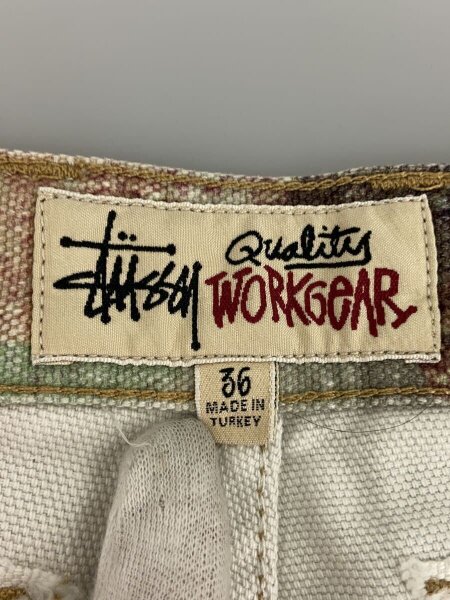 Stüssy
Quality
WORKGEAR
36
MADE IN
TURKEY